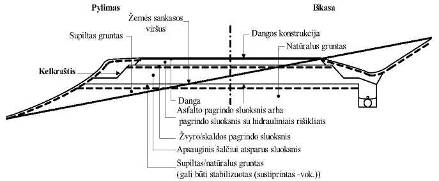 Pylimas
Iškasa
Žemės sankasos
viršus
Supiltas gruntas
Dangos konstrukcija
Natūralus gruntas
Kelkraštis
Danga
Asfalto pagrindo sluoksnis arba
pagrindo sluoksnis su hidrauliniais rišikliais
Žvyro/skaldos pagrindo sluoksnis
Apsauginis šalčiui atsparus sluoksnis
Supiltas/natūralus gruntas
(gali būti stabilizuotas (sustiprintas -vok.))